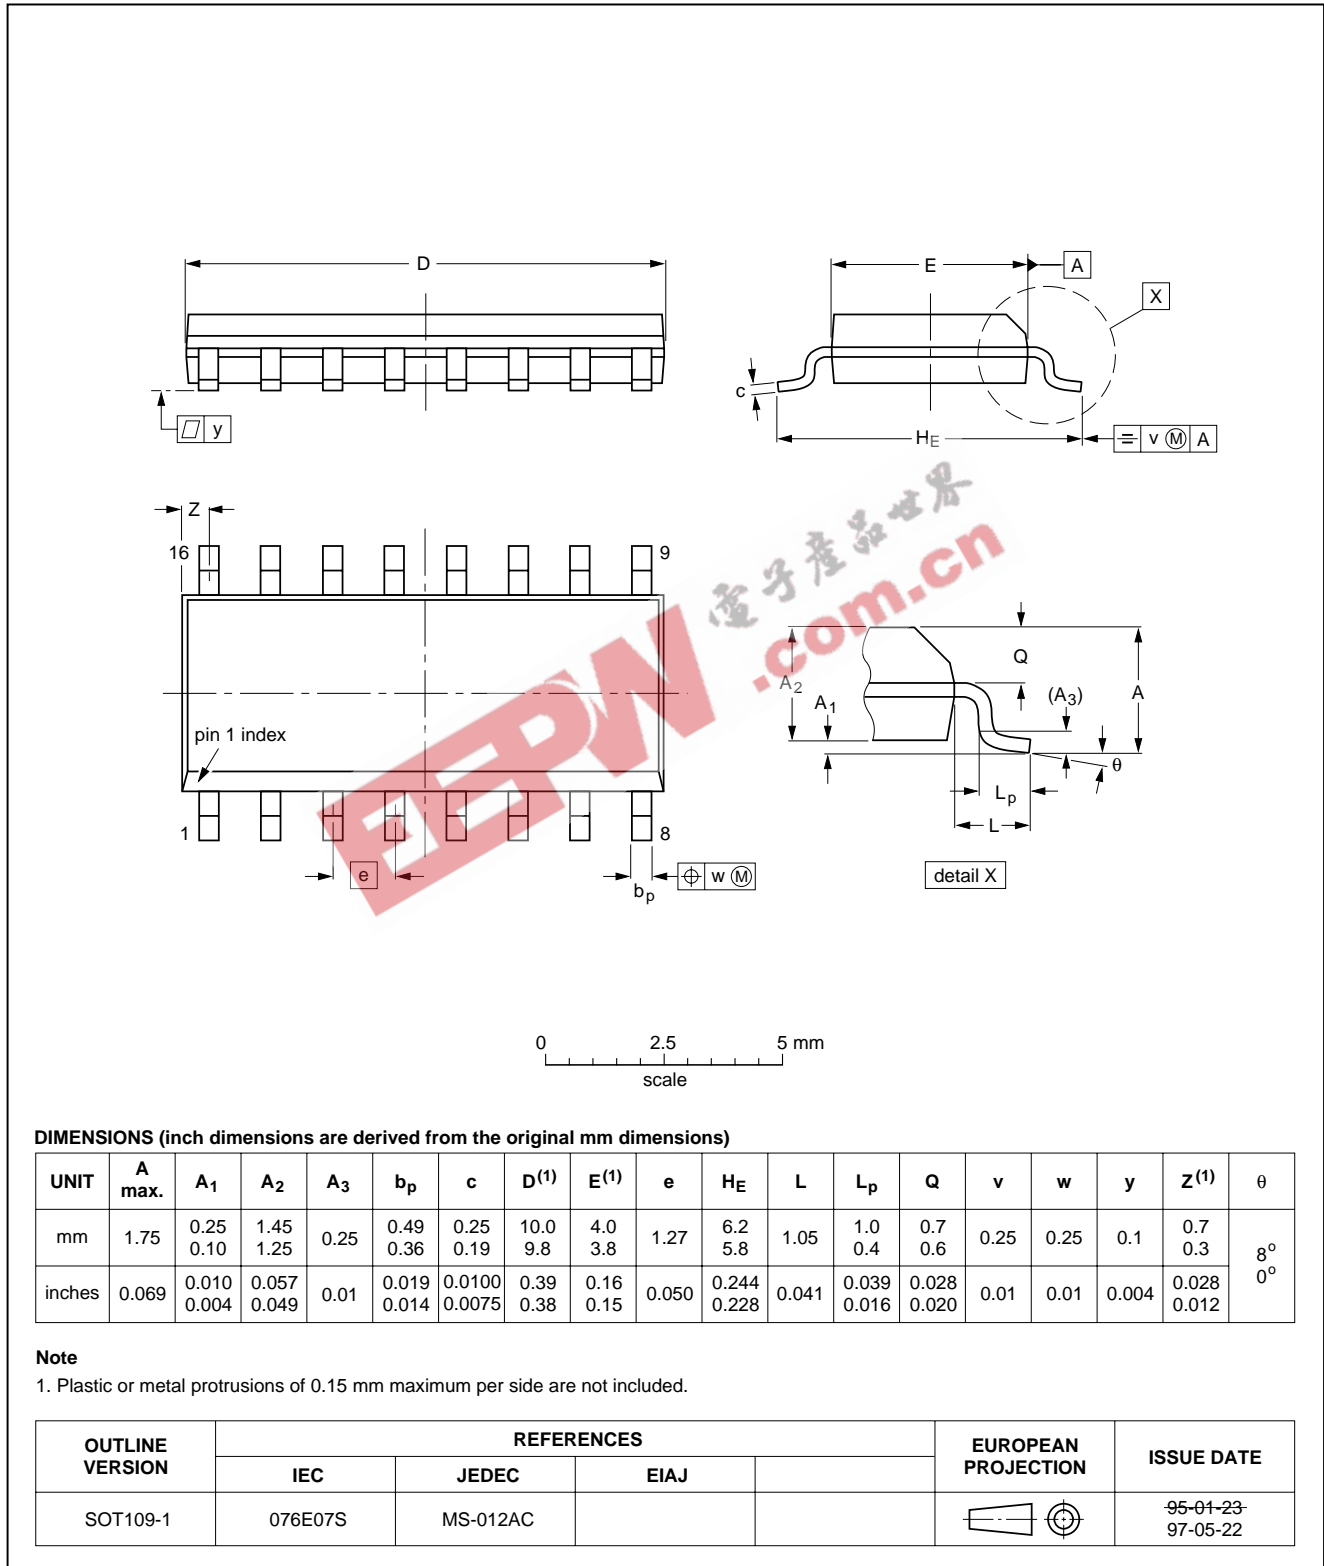 D
E
A
X
c
y
HE
v M A
Z
16
9
電子產品世界
.com.cn
EEPW
A2
A1
Q
(A3)
A
θ
Lp
L
pin 1 index
1
8
e
bp
w M
detail X
0 2.5 5 mm
scale
DIMENSIONS (inch dimensions are derived from the original mm dimensions)
UNIT A max. A1 A2 A3 bp c D(1) E(1) e HE L Lp Q v w y Z(1) θ
mm 1.75 0.25 0.10 1.45 1.25 0.25 0.49 0.36 0.25 0.19 10.0 9.8 4.0 3.8 1.27 6.2 5.8 1.05 1.0 0.4 0.7 0.6 0.25 0.25 0.1 0.7 0.3 8° 0°
inches 0.069 0.010 0.004 0.057 0.049 0.01 0.019 0.014 0.0100 0.0075 0.39 0.38 0.16 0.15 0.050 0.244 0.228 0.041 0.039 0.016 0.028 0.020 0.01 0.01 0.004 0.028 0.012
Note
1. Plastic or metal protrusions of 0.15 mm maximum per side are not included.
OUTLINE VERSION REFERENCES EUROPEAN PROJECTION ISSUE DATE
IEC JEDEC EIAJ
SOT109-1 076E07S MS-012AC 95-01-23
97-05-22